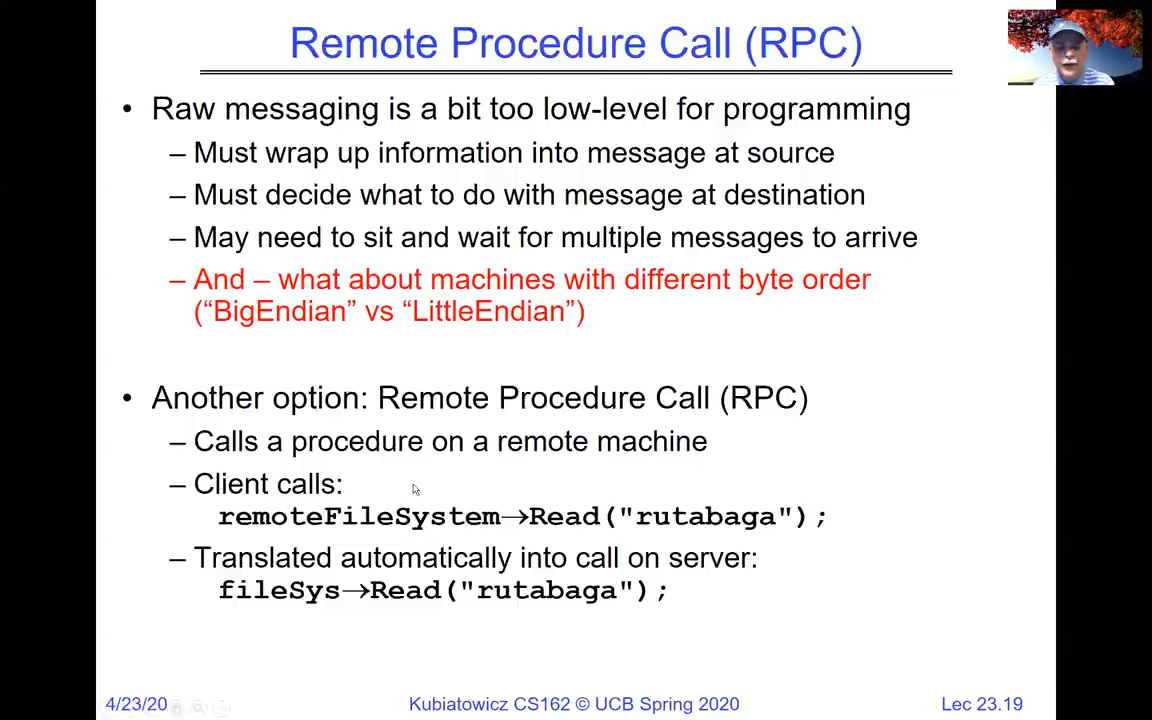 Remote Procedure Call (RPC)
• Raw messaging is a bit too low-level for programming
– Must wrap up information into message at source
– Must decide what to do with message at destination
– May need to sit and wait for multiple messages to arrive
– And – what about machines with different byte order
(“BigEndian” vs “LittleEndian”)
• Another option: Remote Procedure Call (RPC)
– Calls a procedure on a remote machine
– Client calls:
remoteFileSystem→Read("rutabaga");
– Translated automatically into call on server:
fileSys→Read("rutabaga");
4/23/20
Kubiatowicz CS162 © UCB Spring 2020
Lec 23.19